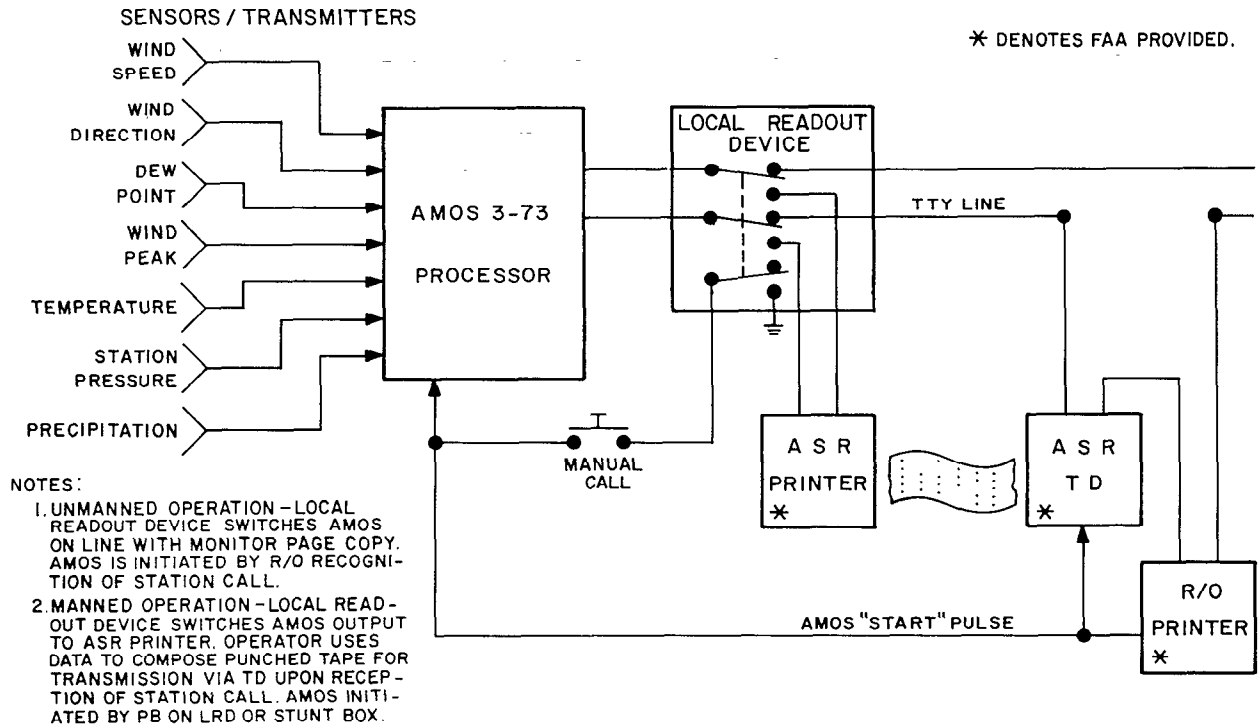 SENSORS / TRANSMITTERS
* DENOTES FAA PROVIDED.
WIND
SPEED
WIND
DIRECTION
DEW
POINT
WIND
PEAK
TEMPERATURE
STATION
PRESSURE
PRECIPITATION
AMOS 3-73
PROCESSOR
LOCAL READOUT
DEVICE
TTY LINE
MANUAL
CALL
ASR
PRINTER
*
ASR
TD
*
R/O
PRINTER
*
AMOS "START" PULSE
NOTES:
1. UNMANNED OPERATION-LOCAL
READOUT DEVICE SWITCHES AMOS
ON LINE WITH MONITOR PAGE COPY.
AMOS IS INITIATED BY R/O RECOGNI-
TION OF STATION CALL.
2. MANNED OPERATION-LOCAL READ-
OUT DEVICE SWITCHES AMOS OUTPUT
TO ASR PRINTER. OPERATOR USES
DATA TO COMPOSE PUNCHED TAPE FOR
TRANSMISSION VIA TD UPON RECEP-
TION OF STATION CALL. AMOS INITI-
ATED BY PB ON LRD OR STUNT BOX.